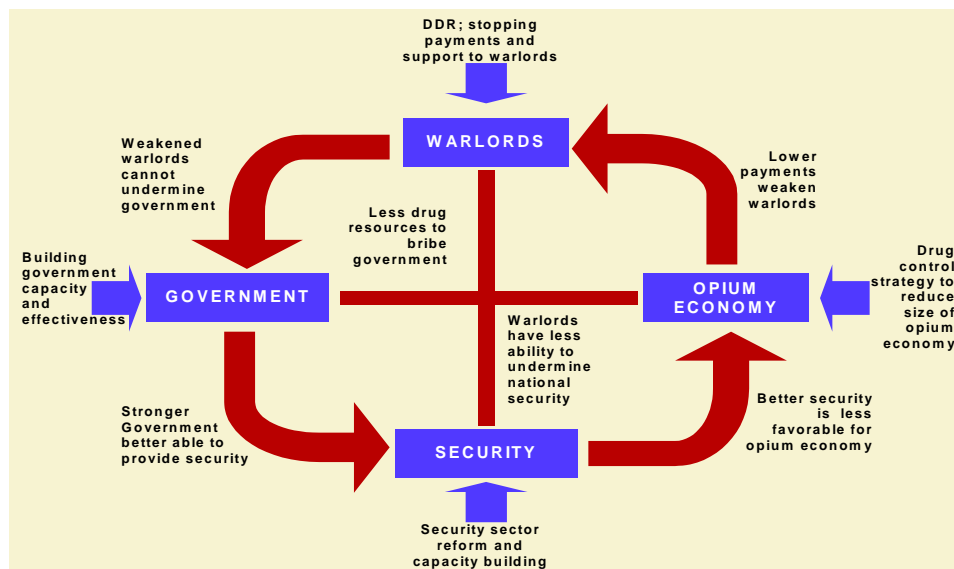 DDR; stopping
payments and
support to warlords
WARLORDS
Weakened
warlords
cannot
undermine
government
Lower
payments
weaken
warlords
Less drug
resources to
bribe
government
Building
government
capacity
and
effectiveness
GOVERNMENT
OPIUM
ECONOMY
Drug
control
strategy to
reduce
size of
opium
economy
Warlords
have less
ability to
undermine
national
security
Stronger
Government
better able to
provide security
Better security
is less
favorable for
opium economy
SECURITY
Security sector
reform and
capacity building